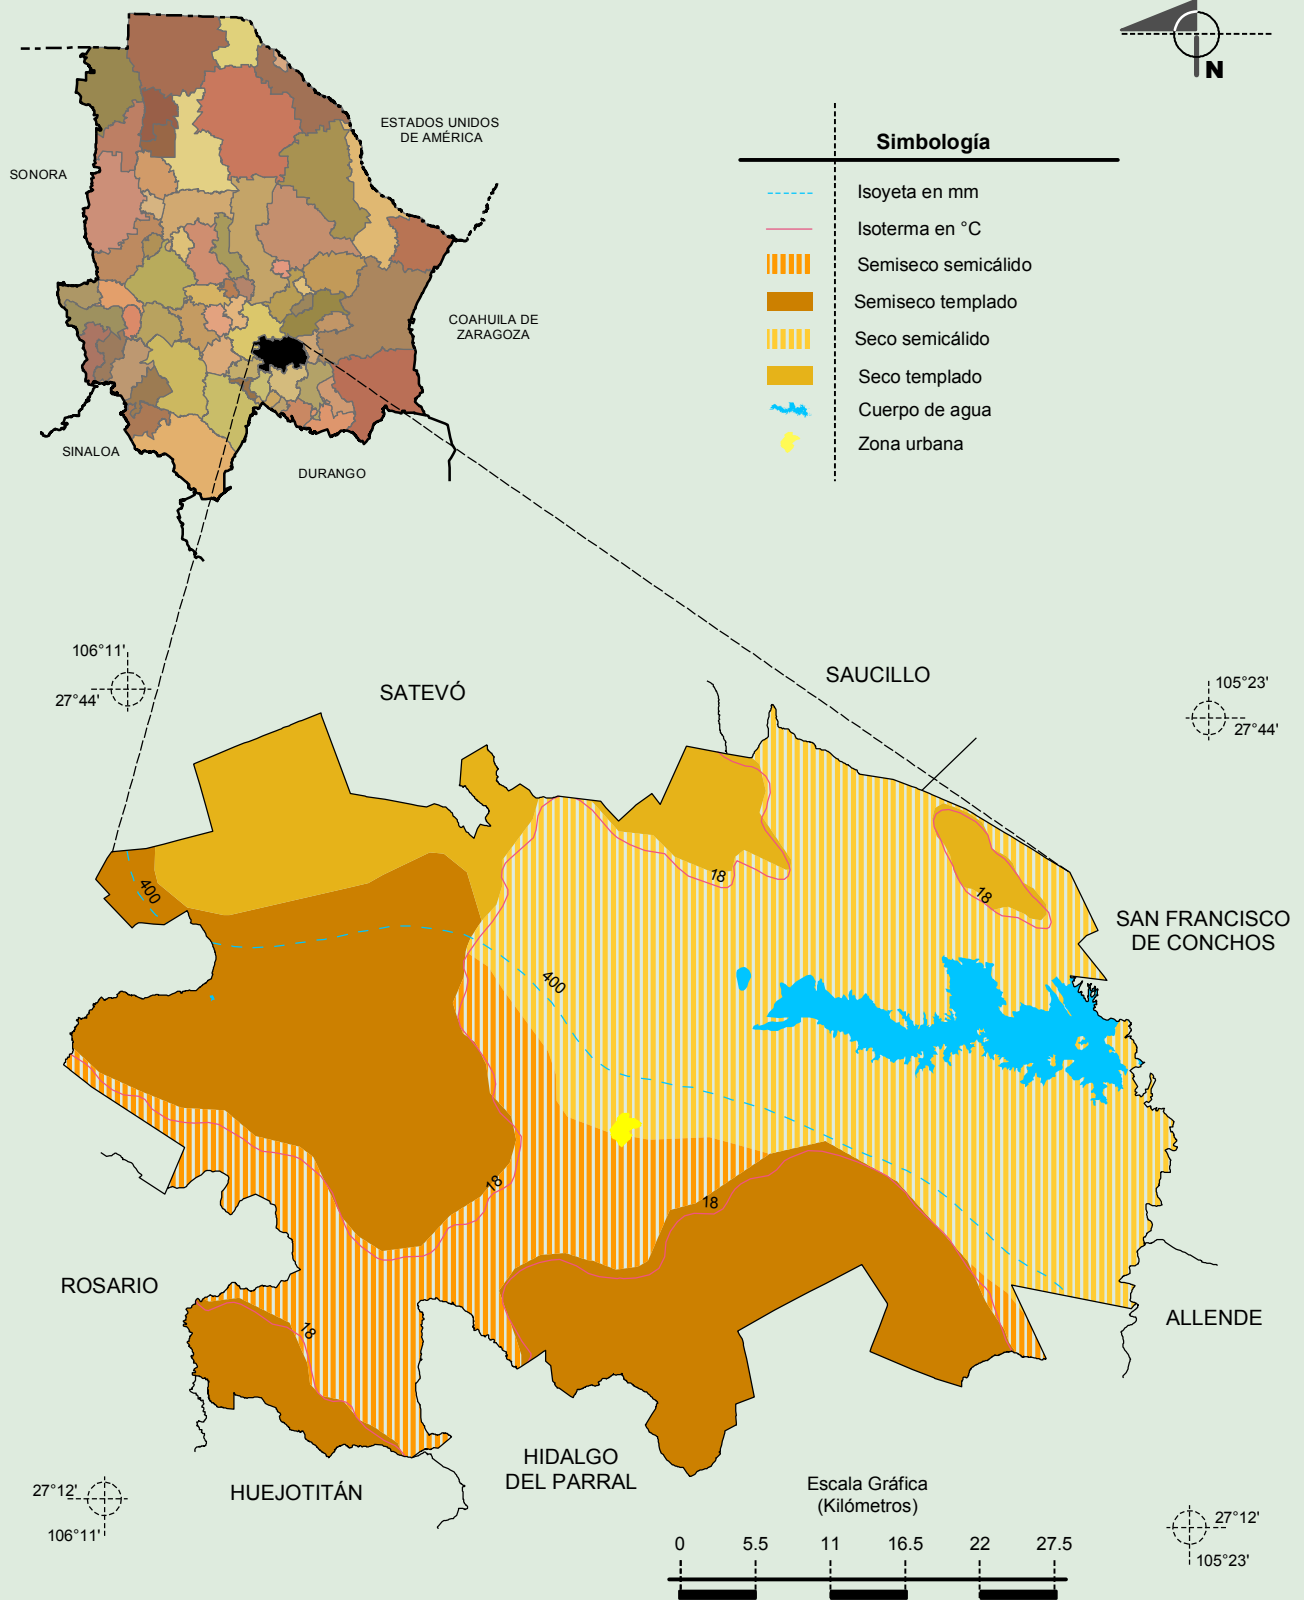 N
ESTADOS UNIDOS
DE AMÉRICA
SONORA
COAHUILA DE
ZARAGOZA
SINALOA
DURANGO
Simbología
Isoyeta en mm
Isoterma en °C
Semiseco semicálido
Semiseco templado
Seco semicálido
Seco templado
Cuerpo de agua
Zona urbana
106°11'
27°44'
SATEVÓ
SAUCILLO
105°23'
27°44'
400
18
18
SAN FRANCISCO
DE CONCHOS
400
18
18
ROSARIO
18
ALLENDE
HUEJOTITÁN
HIDALGO
DEL PARRAL
27°12'
106°11'
Escala Gráfica
(Kilómetros)
0 5.5 11 16.5 22 27.5
27°12'
105°23'